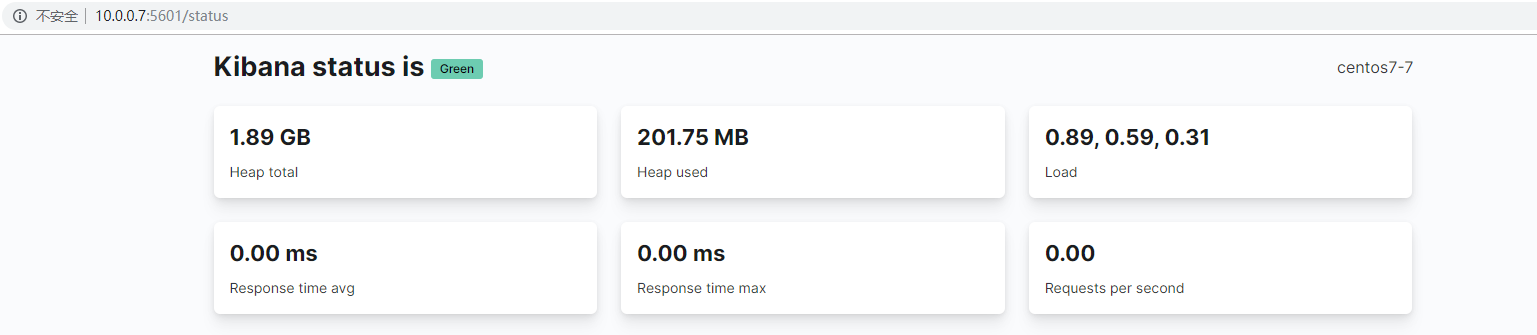 不安全 10.0.0.7:5601/status
Kibana status is Green centos7-7
1.89 GB 201.75 MB 0.89, 0.59, 0.31
Heap total Heap used Load
0.00 ms 0.00 ms 0.00
Response time avg Response time max Requests per second